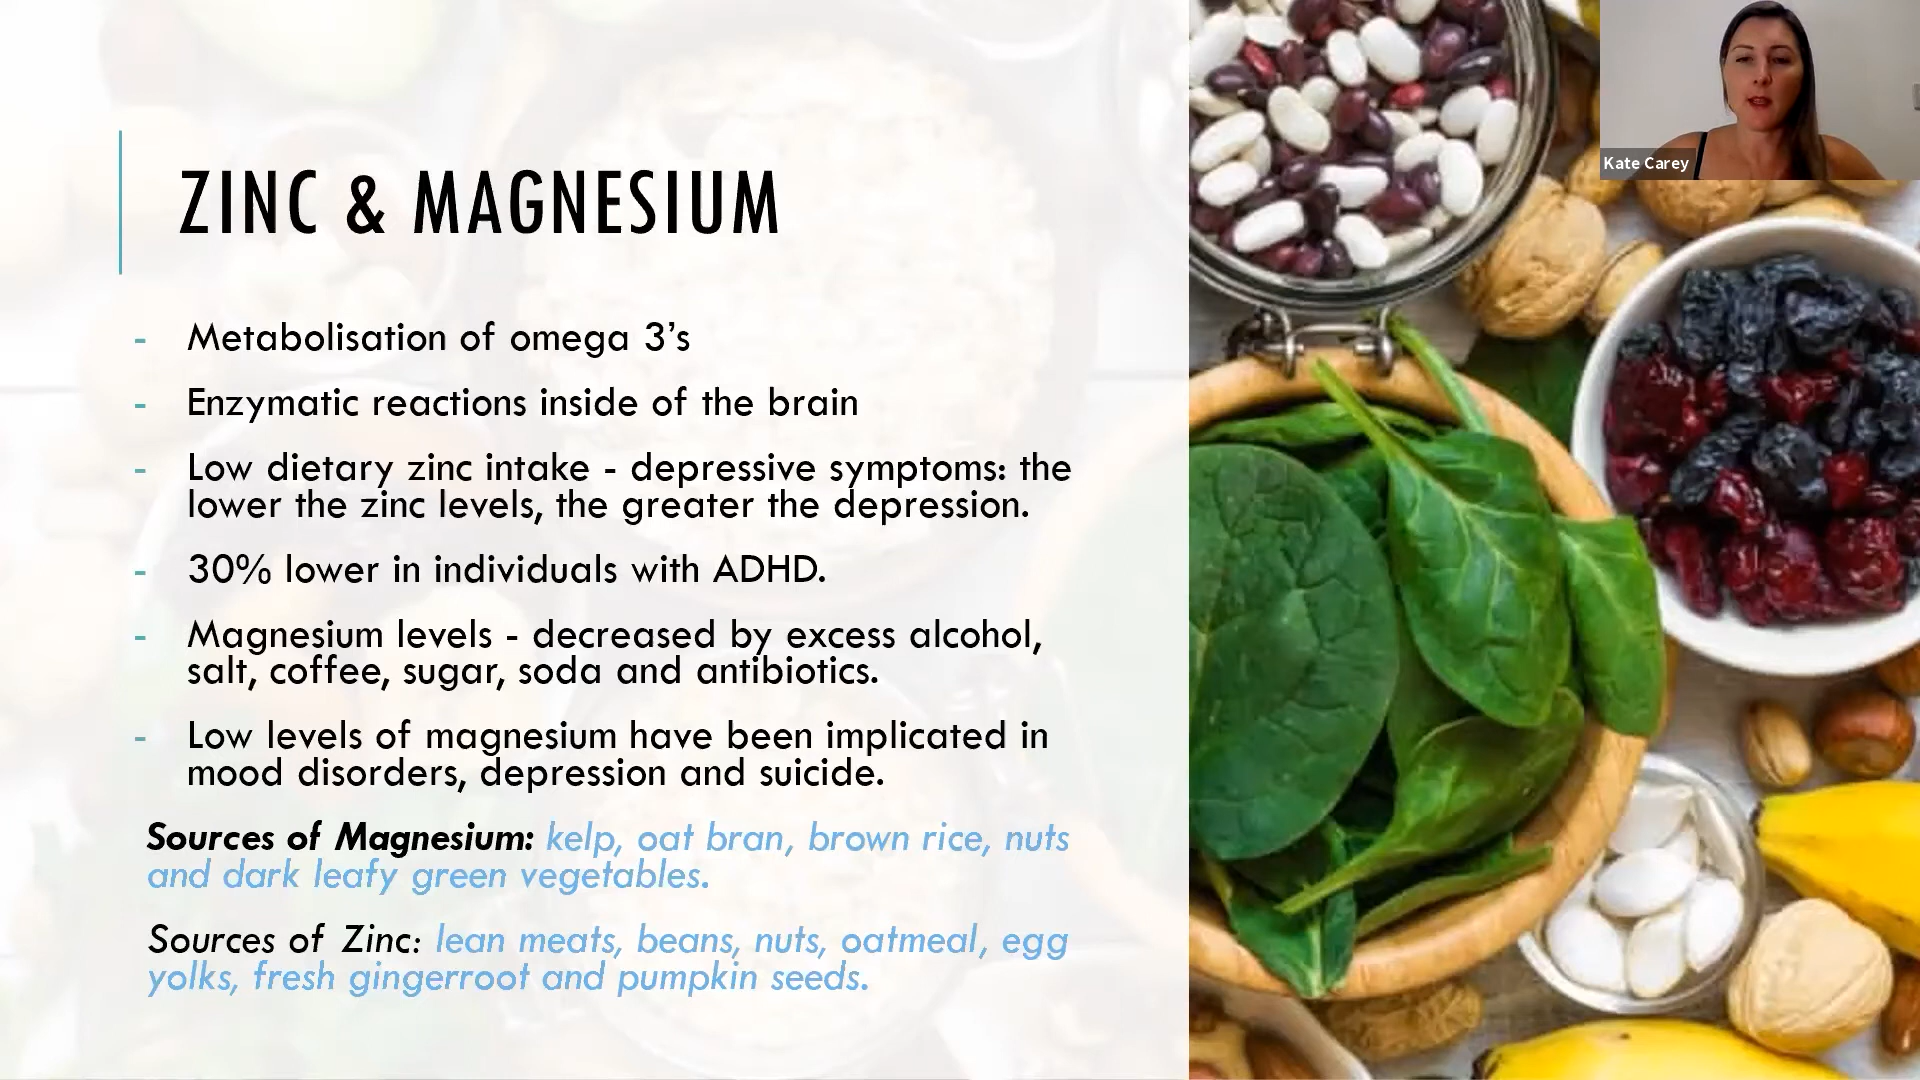 ZINC & MAGNESIUM
Kate Carey
- Metabolisation of omega 3’s
- Enzymatic reactions inside of the brain
- Low dietary zinc intake - depressive symptoms: the
lower the zinc levels, the greater the depression.
- 30% lower in individuals with ADHD.
- Magnesium levels - decreased by excess alcohol,
salt, coffee, sugar, soda and antibiotics.
- Low levels of magnesium have been implicated in
mood disorders, depression and suicide.
Sources of Magnesium: kelp, oat bran, brown rice, nuts
and dark leafy green vegetables.
Sources of Zinc: lean meats, beans, nuts, oatmeal, egg
yolks, fresh gingerroot and pumpkin seeds.